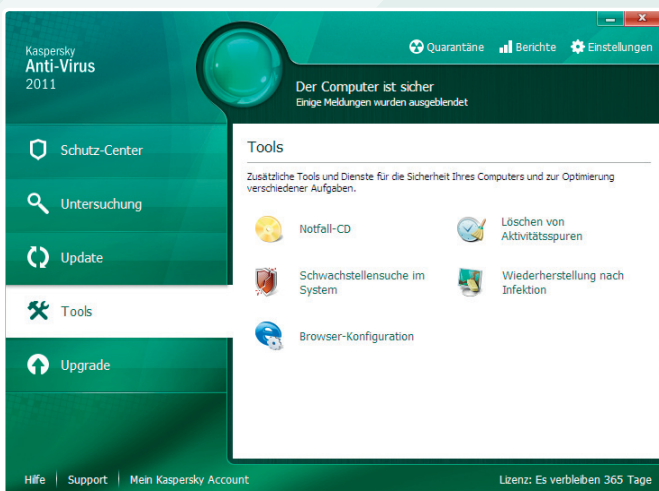 Kaspersky
Anti-Virus
2011
Quarantäne
Berichte
Einstellungen
Der Computer ist sicher
Einige Meldungen wurden ausgeblendet
Schutz-Center
Untersuchung
Update
Tools
Upgrade
Tools
Zusätzliche Tools und Dienste für die Sicherheit Ihres Computers und zur Optimierung
verschiedener Aufgaben.
Notfall-CD
Löschen von
Aktivitätsspuren
Schwachstellensuche im
System
Wiederherstellung nach
Infektion
Browser-Konfiguration
Hilfe
Support
Mein Kaspersky Account
Lizenz: Es verbleiben 365 Tage